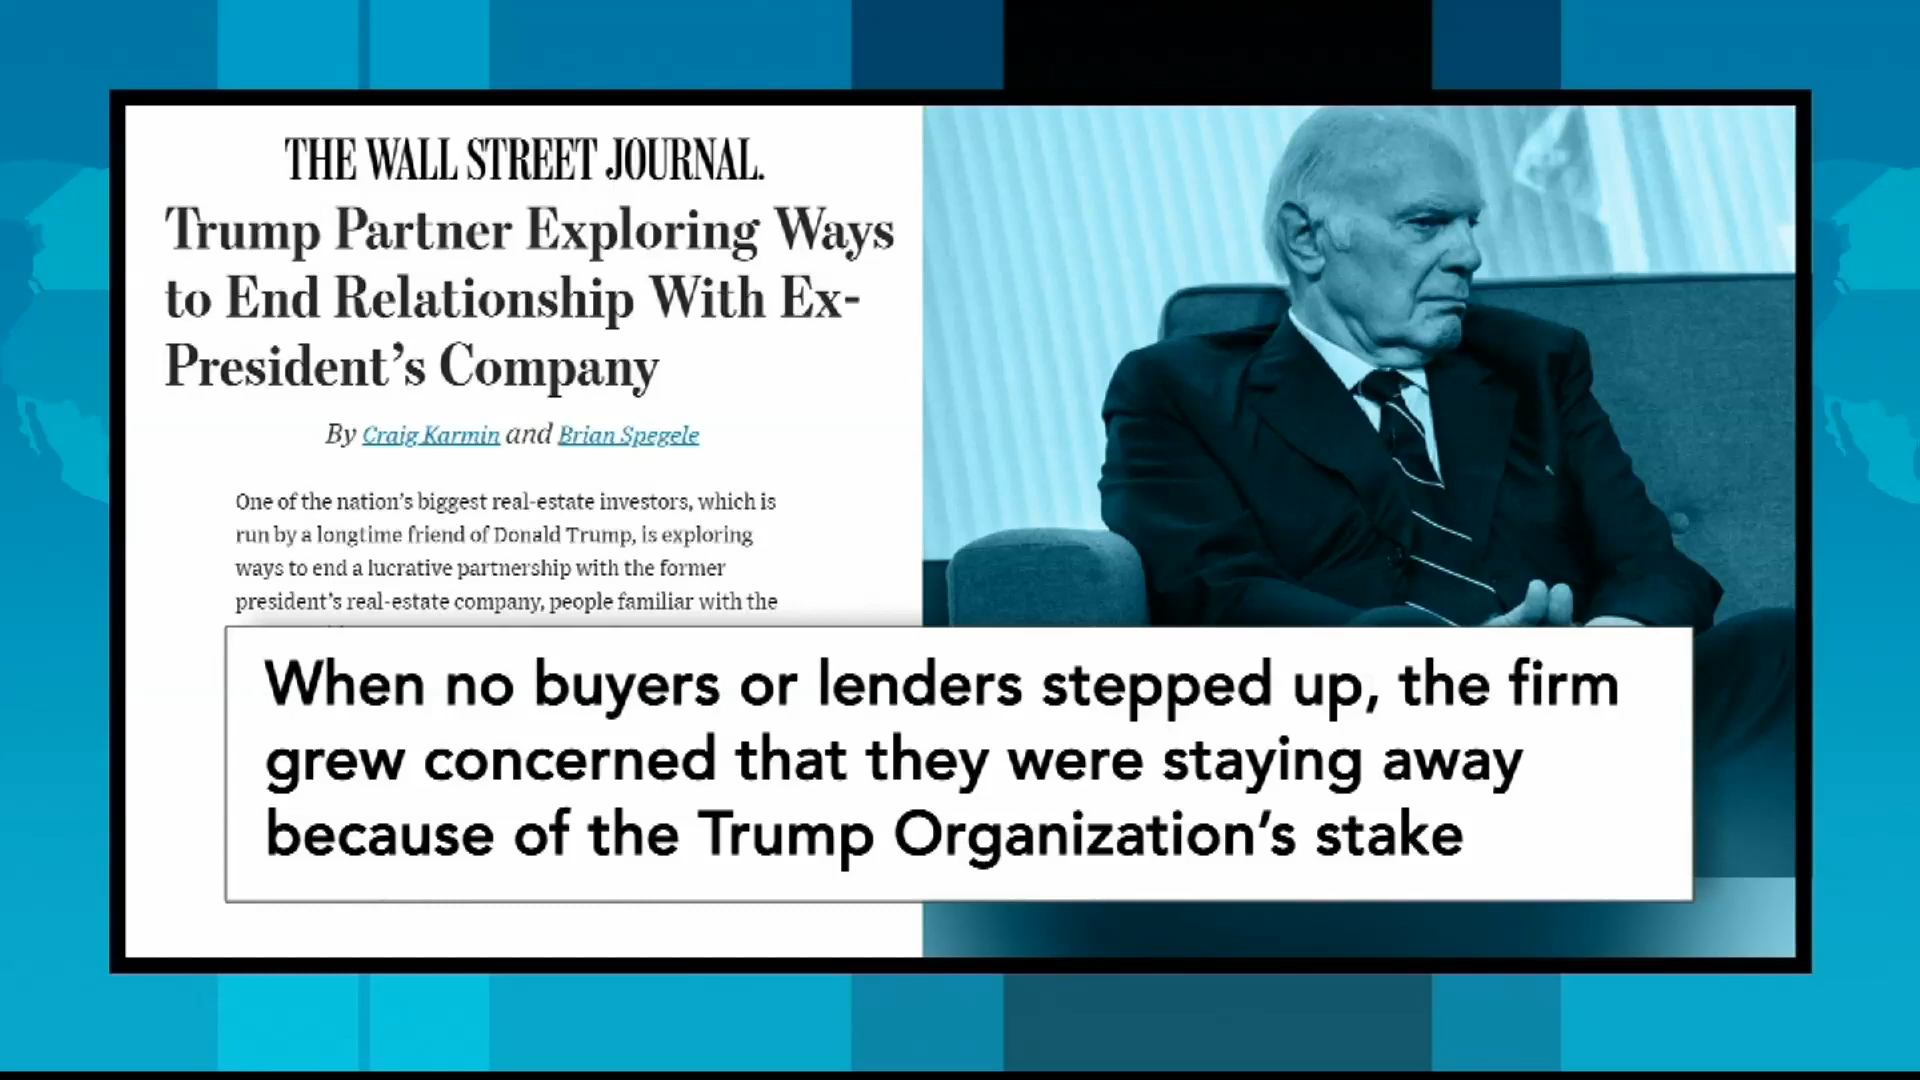 THE WALL STREET JOURNAL.
Trump Partner Exploring Ways
to End Relationship With Ex-
President's Company
By Craig Karmin and Brian Spegele
One of the nation's biggest real-estate investors, which is
run by a longtime friend of Donald Trump, is exploring
ways to end a lucrative partnership with the former
president's real-estate company, people familiar with the
When no buyers or lenders stepped up, the firm
grew concerned that they were staying away
because of the Trump Organization's stake